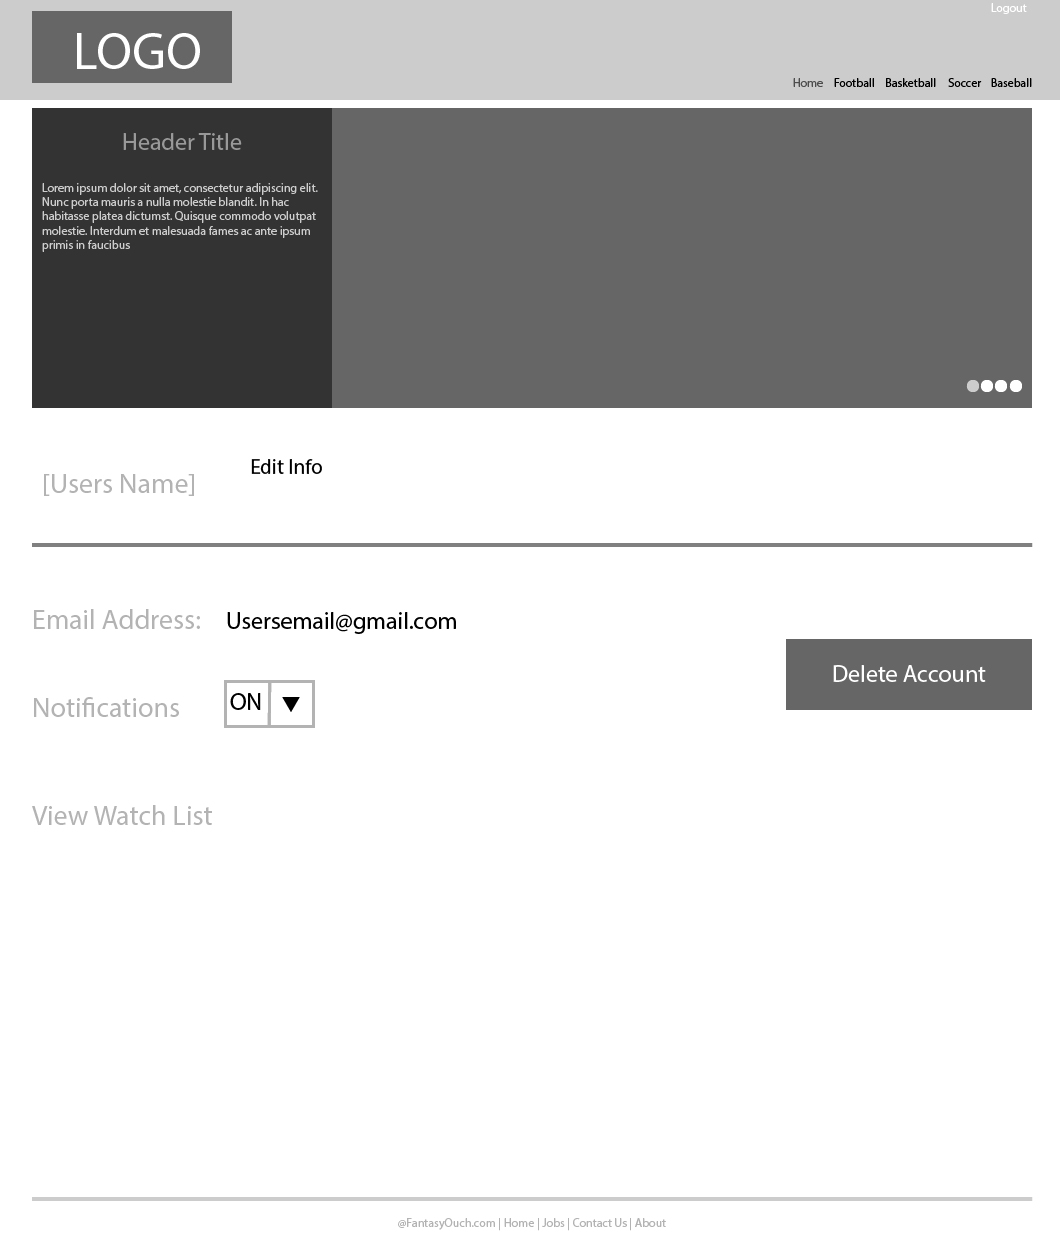 Logout
LOGO
Home Football Basketball Soccer Baseball
Header Title
Lorem ipsum dolor sit amet, consectetur adipiscing elit.
Nunc porta mauris a nulla molestie blandit. In hac
habitasse platea dictumst. Quisque commodo volutpat
molestie. Interdum et malesuada fames ac ante ipsum
primis in faucibus
Edit Info
[Users Name]
Email Address: Usersemail@gmail.com
Delete Account
Notifications ON ▼
View Watch List
@FantasyOuch.com | Home | Jobs | Contact Us | About